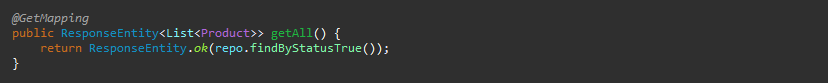 @GetMapping
public ResponseEntity<List<Product>> getAll() {
    return ResponseEntity.ok(repo.findByStatusTrue());
}